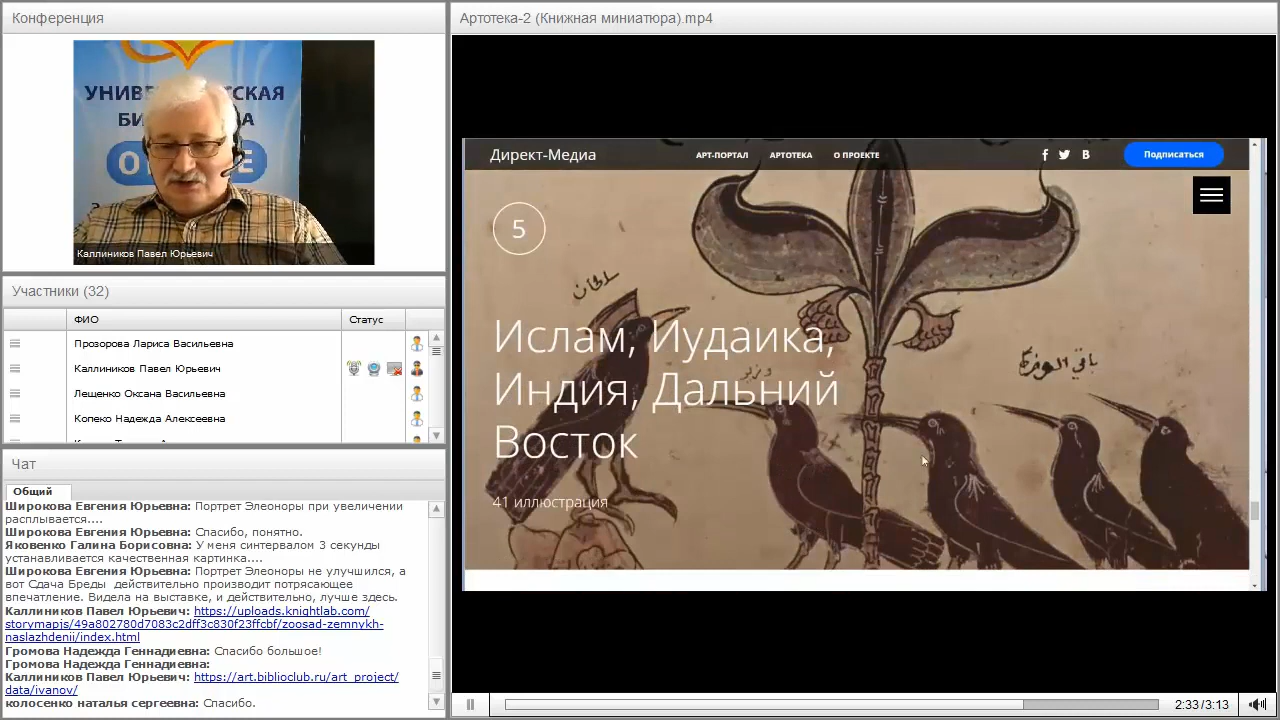 Конференция
УНИВЕ
СКАЯ
БИ
А
О
Е
Каллиников Павел Юрьевич
Участники (32)
ФИО
Статус
Прозорова Лариса Васильевна
Каллиников Павел Юрьевич
Лещенко Оксана Васильевна
Копеко Надежда Алексеевна
Чат
Общий
Широкова Евгения Юрьевна: Портрет Элеоноры при увеличении
расплывается....
Широкова Евгения Юрьевна: Спасибо, понятно.
Яковенко Галина Борисовна: У меня синтервалом 3 секунды
устанавливается качественная картинка....
Широкова Евгения Юрьевна: Портрет Элеоноры не улучшился, а
вот Сдача Бреды действительно производит потрясающее
впечатление. Видела на выставке, и действительно, лучше здесь.
Каллиников Павел Юрьевич: https://uploads.knightlab.com/
storymapjs/49a802780d7083c2dff3c830f23ffcbf/zoosad-zemnykh-
naslazhdenii/index.html
Громова Надежда Геннадиевна: Спасибо большое!
Громова Надежда Геннадиевна:
Каллиников Павел Юрьевич: https://art.biblioclub.ru/art_project/
data/ivanov/
колосенко наталья сергеевна: Спасибо.
Артотека-2 (Книжная миниатюра).mp4
Директ-Медиа
АРТ-ПОРТАЛ
АРТОТЕКА
О ПРОЕКТЕ
Подписаться
5
سلطان
وزير
Ислам, Иудаика,
Индия, Дальний
Восток
41 иллюстрация
2:33 / 3:13